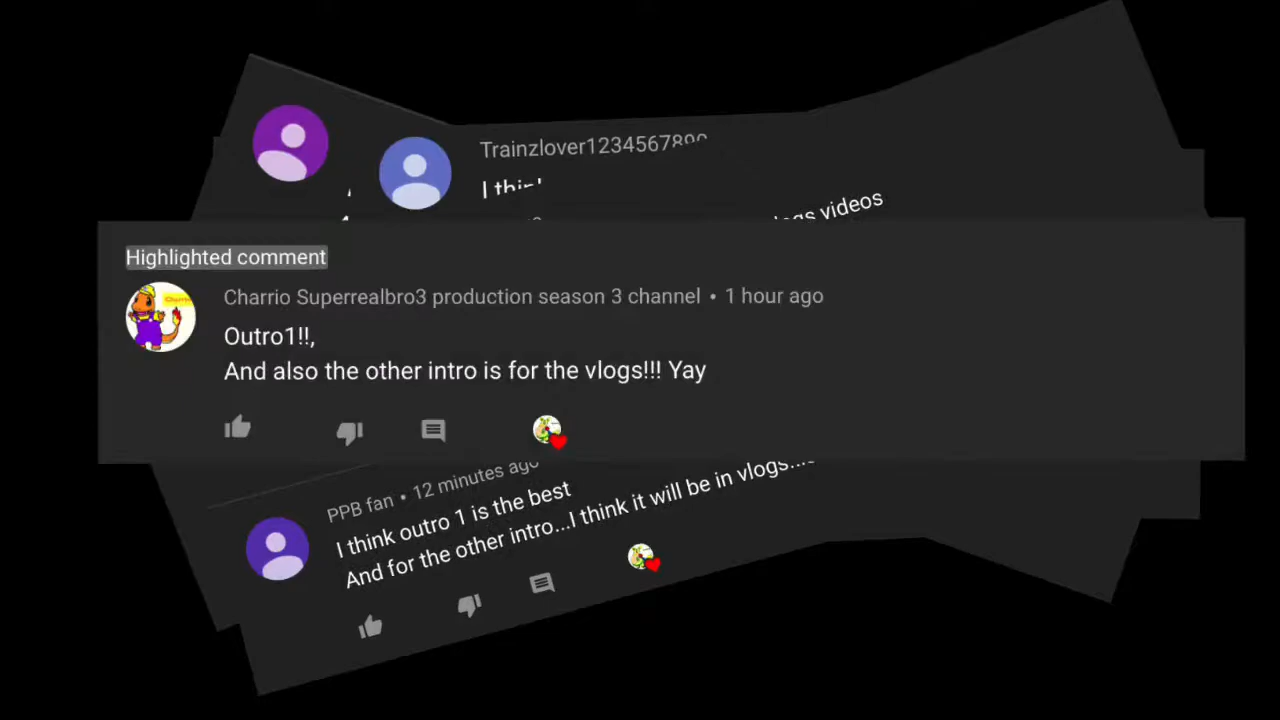 Trainzlover1234567890
I think
vlogs videos
Highlighted comment
Charrio Superrealbro3 production season 3 channel • 1 hour ago
Outro1!!,
And also the other intro is for the vlogs!!! Yay
PPB fan • 12 minutes ago
I think outro 1 is the best
And for the other intro...I think it will be in vlogs...